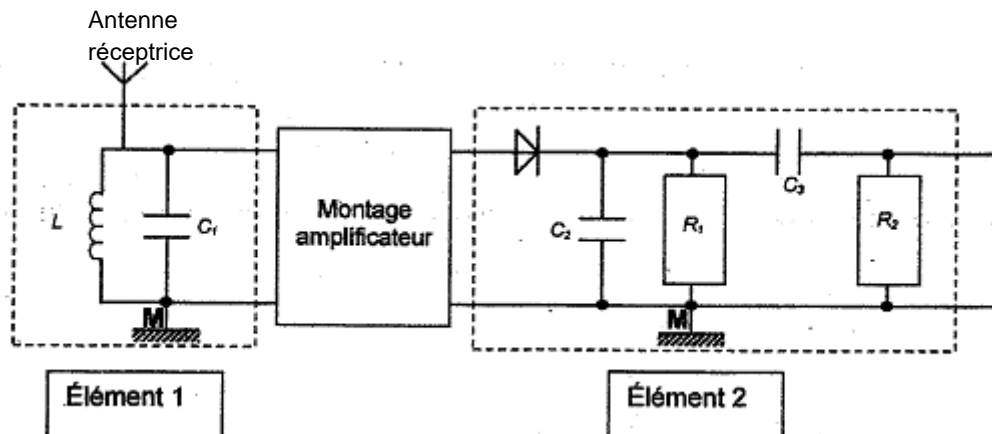 Antenne
réceptrice
L
C₁
Montage
amplificateur
C₂
R₁
C₃
R₂
M
M
Élément 1
Élément 2